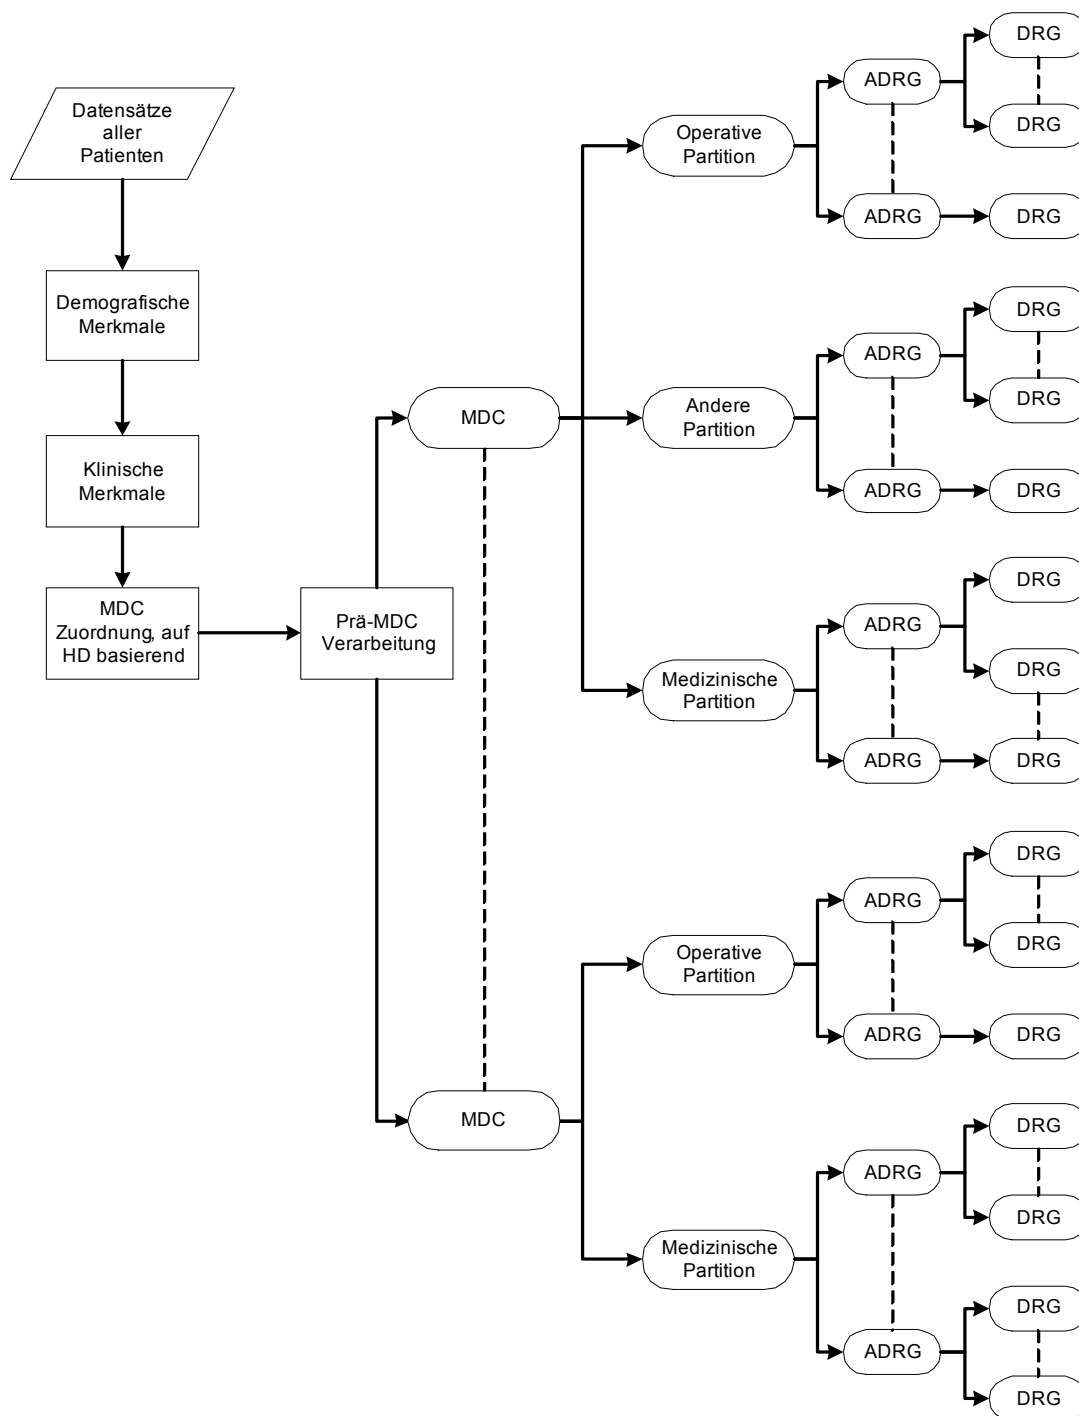 Datensätze
aller
Patienten
Demografische
Merkmale
Klinische
Merkmale
MDC
Zuordnung, auf
HD basierend
Prä-MDC
Verarbeitung
MDC
Operative
Partition
ADRG
DRG
DRG
ADRG
DRG
Andere
Partition
ADRG
DRG
DRG
ADRG
DRG
Medizinische
Partition
ADRG
DRG
DRG
ADRG
DRG
MDC
Operative
Partition
ADRG
DRG
DRG
ADRG
DRG
Medizinische
Partition
ADRG
DRG
DRG
ADRG
DRG
DRG